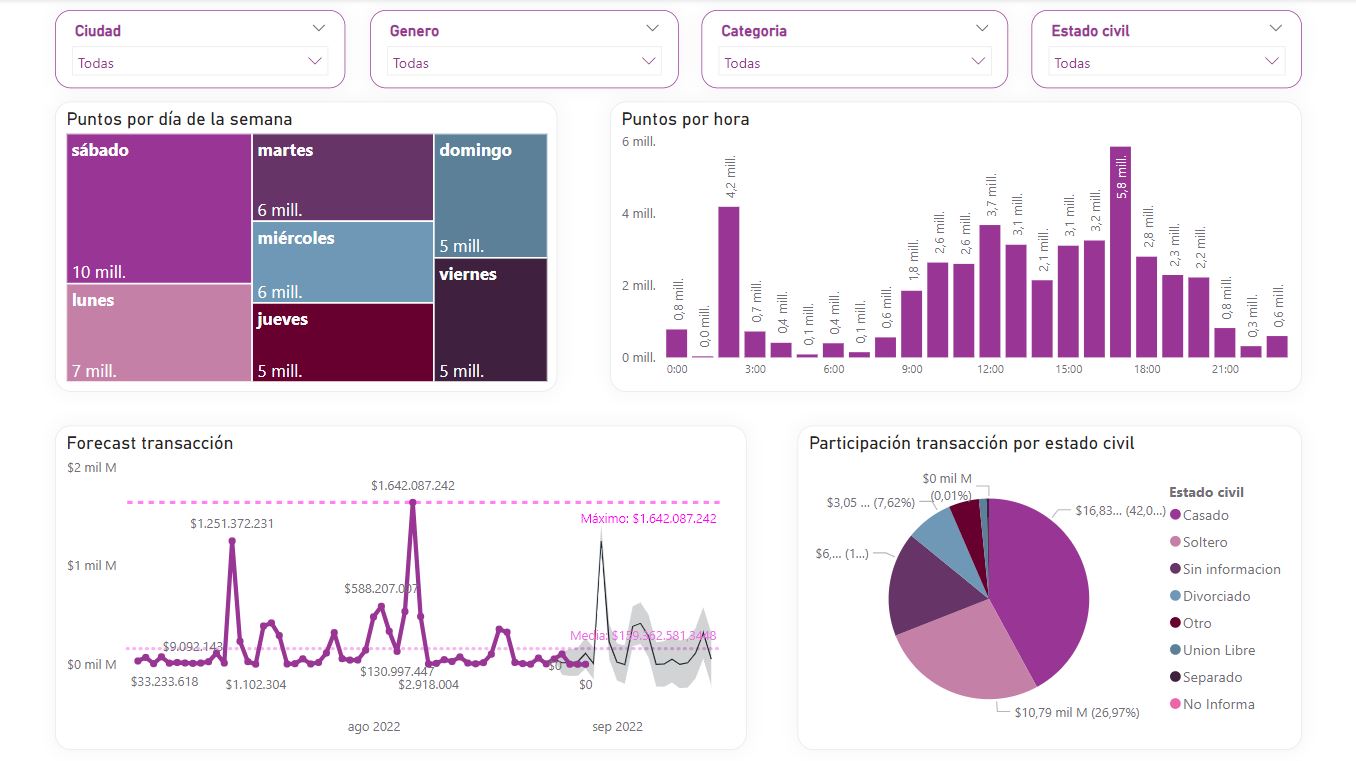 Ciudad
Todas
Genero
Todas
Categoria
Todas
Estado civil
Todas
Puntos por día de la semana
sábado
10 mill.
lunes
7 mill.
martes
6 mill.
miércoles
6 mill.
jueves
5 mill.
domingo
5 mill.
viernes
5 mill.
Puntos por hora
6 mill.
4 mill.
2 mill.
0 mill.
0,8 mill.
0,0 mill.
4,2 mill.
0,7 mill.
0,4 mill.
0,1 mill.
0,4 mill.
0,1 mill.
0,6 mill.
1,8 mill.
2,6 mill.
2,6 mill.
3,7 mill.
3,1 mill.
2,1 mill.
3,1 mill.
3,2 mill.
5,8 mill.
2,8 mill.
2,3 mill.
2,2 mill.
0,8 mill.
0,3 mill.
0,6 mill.
0:00
3:00
6:00
9:00
12:00
15:00
18:00
21:00
Forecast transacción
$2 mil M
$1 mil M
$0 mil M
$1.642.087.242
Máximo: $1.642.087.242
$1.251.372.231
$588.207.007
Media: $159.362.581,3448
$9.092.143
$33.233.618
$1.102.304
$130.997.447
$2.918.004
$0
$0
ago 2022
sep 2022
Participación transacción por estado civil
$0 mil M
(0,01%)
$3,05 ... (7,62%)
$16,83... (42,0...)
$6,... (1...)
$10,79 mil M (26,97%)
Estado civil
Casado
Soltero
Sin informacion
Divorciado
Otro
Union Libre
Separado
No Informa